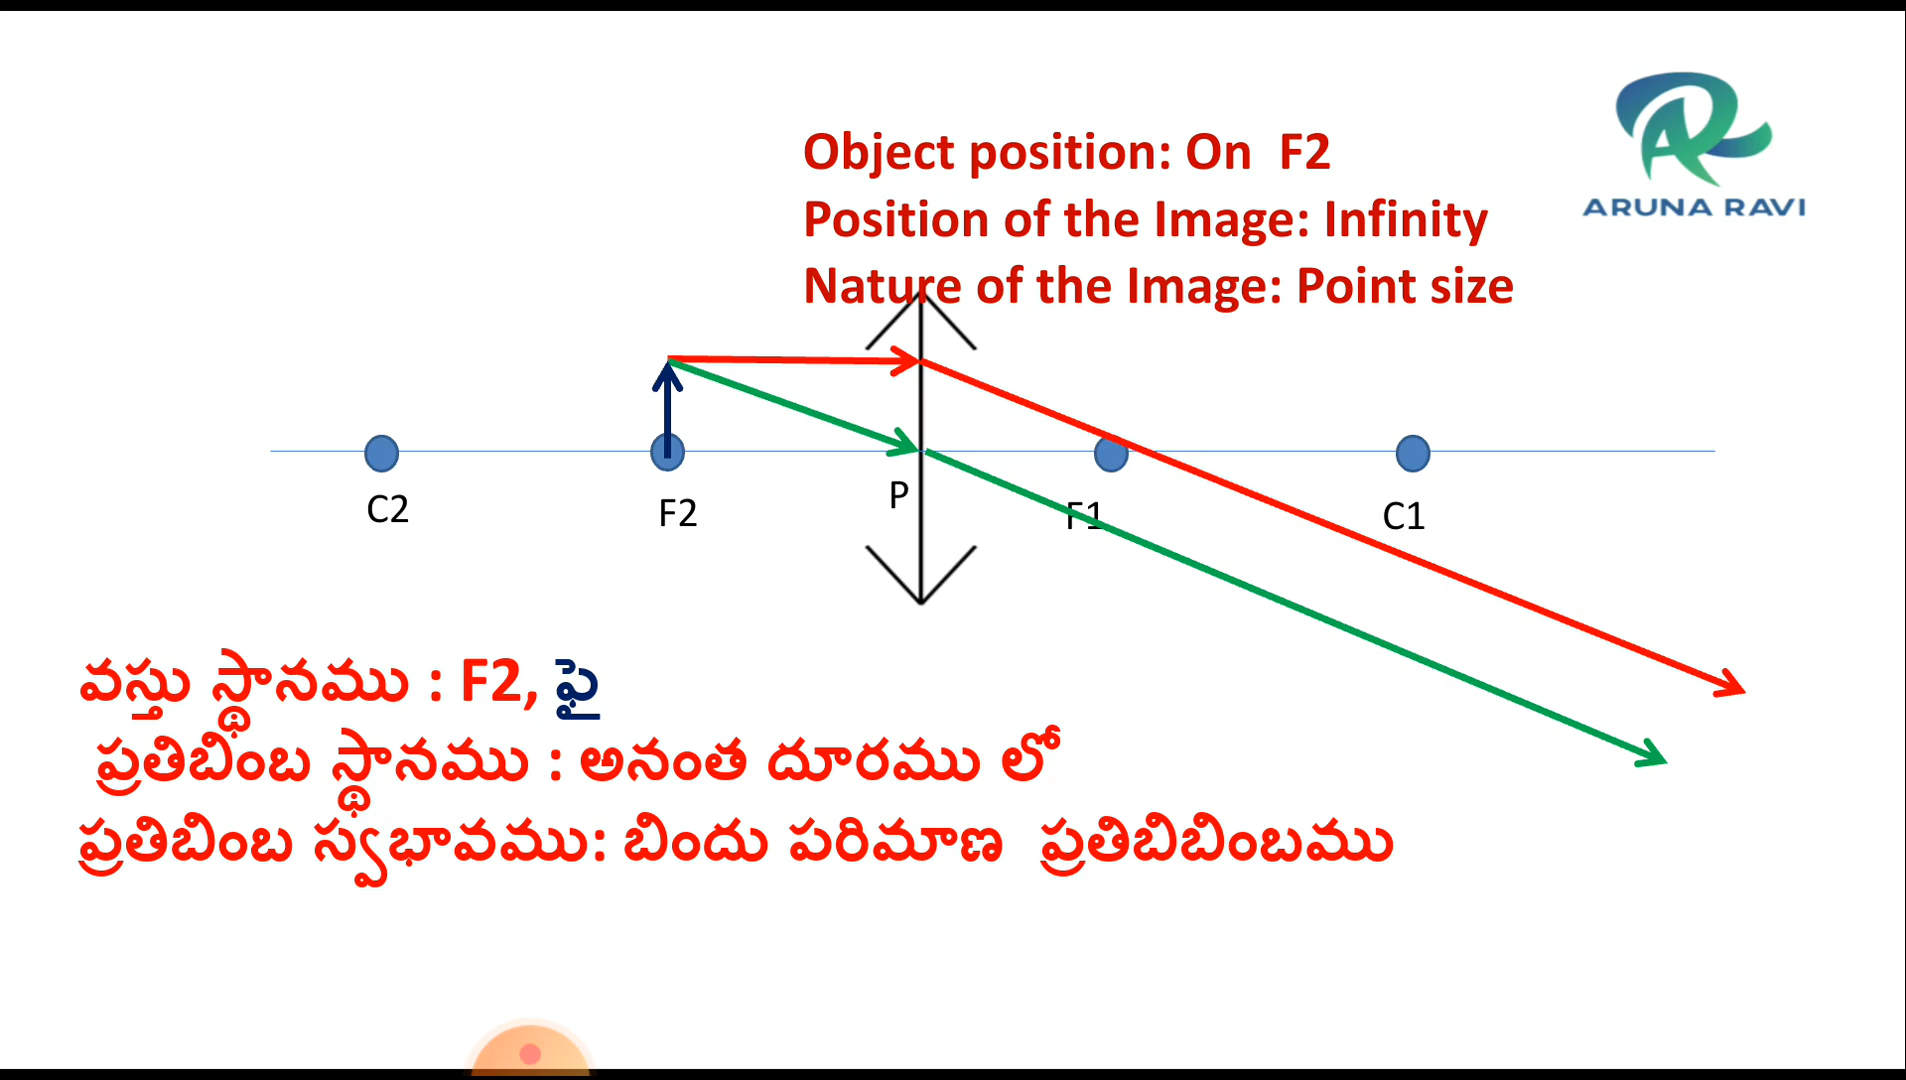 Object position: On F2
Position of the Image: Infinity
Nature of the Image: Point size
ARUNA RAVI
C2
F2
P
F1
C1
వస్తు స్థానము : F2, ఫై
ప్రతిబింబ స్థానము : అనంత దూరము లో
ప్రతిబింబ స్వభావము: బిందు పరిమాణ ప్రతిబిబింబము